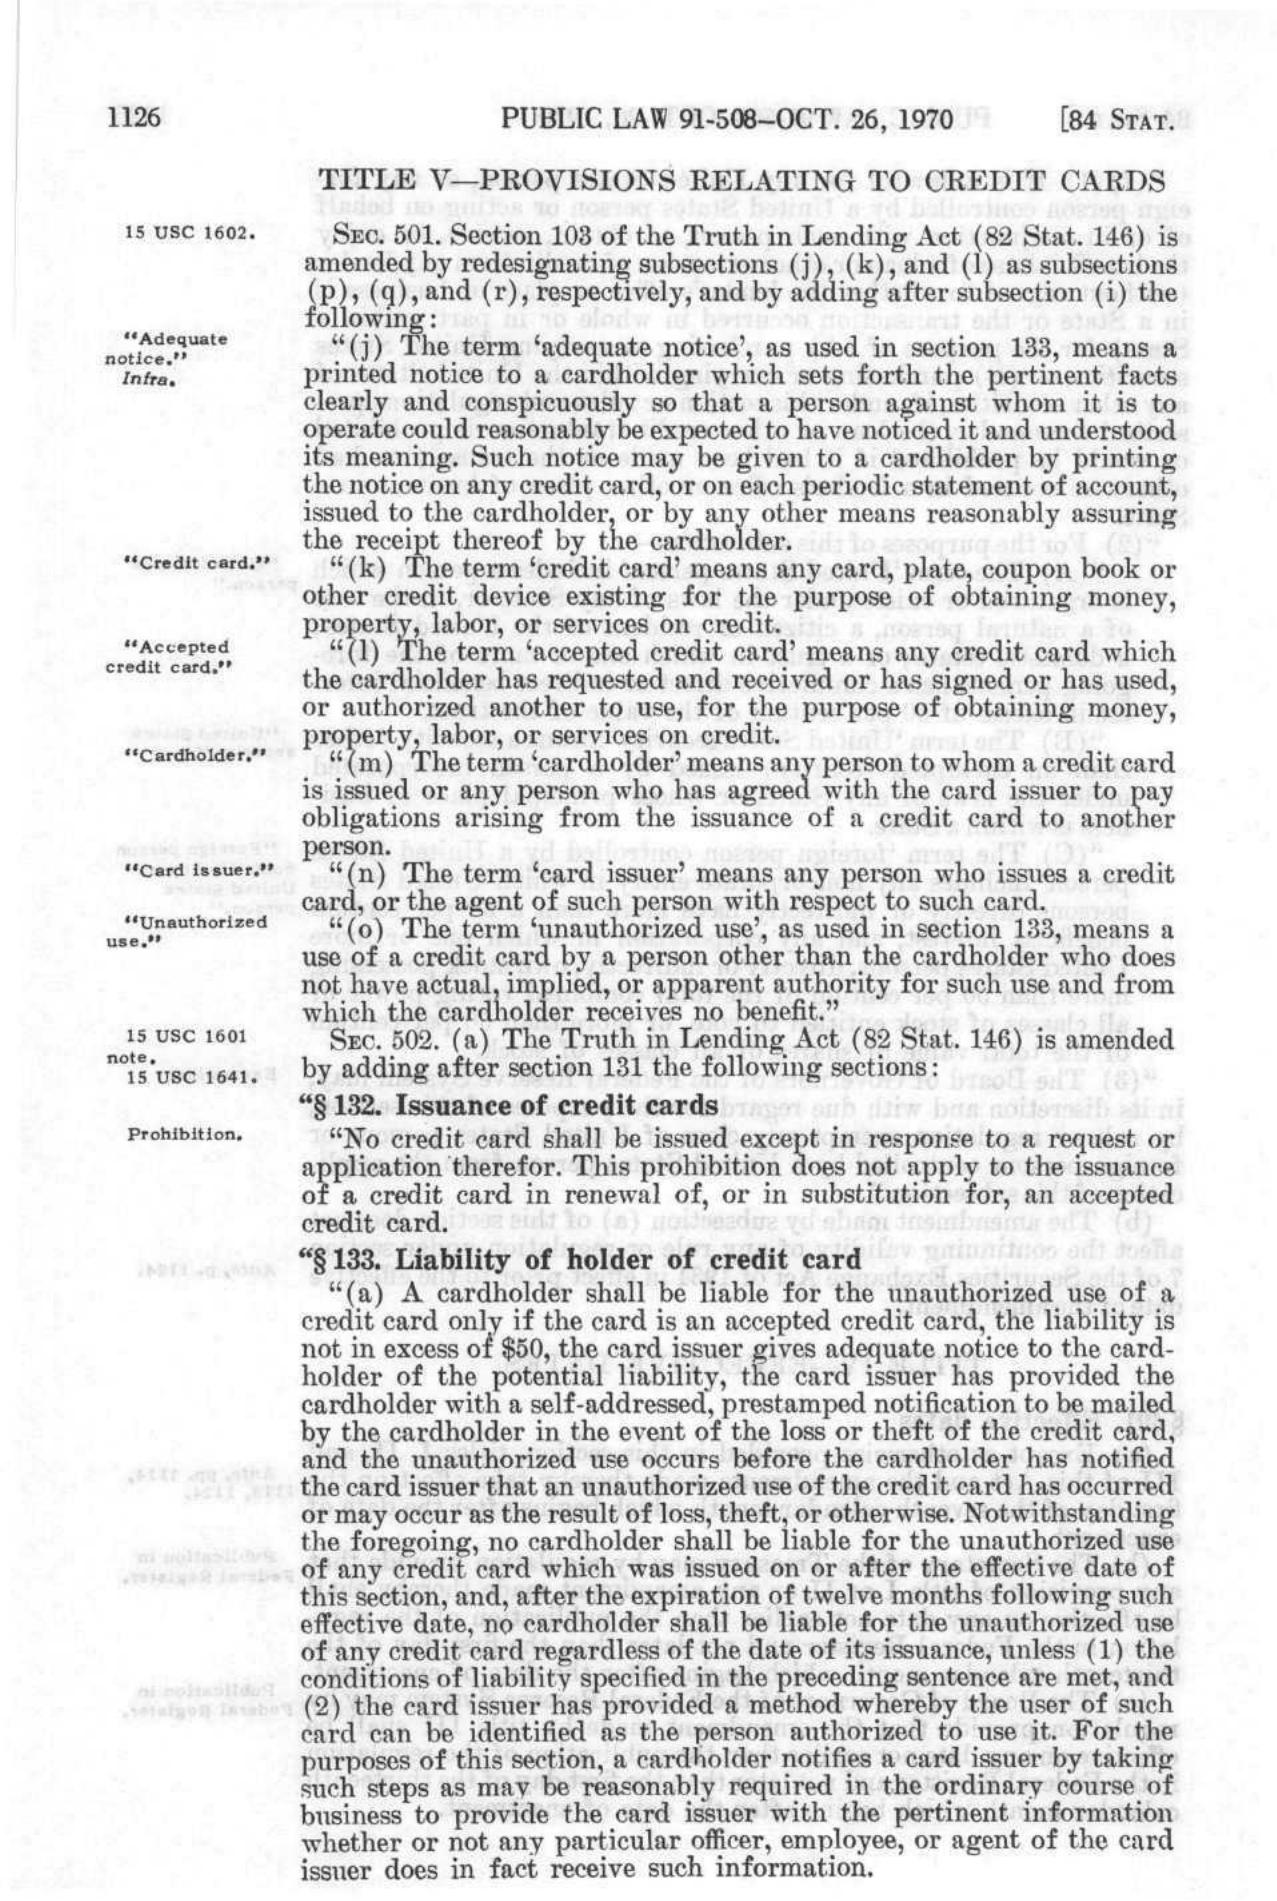 1126
PUBLIC LAW 91-508-OCT. 26, 1970
[84 STAT.
TITLE V—PROVISIONS RELATING TO CREDIT CARDS
15 USC 1602.
SEC. 501. Section 103 of the Truth in Lending Act (82 Stat. 146) is
amended by redesignating subsections (j), (k), and (l) as subsections
(p), (q), and (r), respectively, and by adding after subsection (i) the
following:
"Adequate
notice."
Infra.
"(j) The term 'adequate notice', as used in section 133, means a
printed notice to a cardholder which sets forth the pertinent facts
clearly and conspicuously so that a person against whom it is to
operate could reasonably be expected to have noticed it and understood
its meaning. Such notice may be given to a cardholder by printing
the notice on any credit card, or on each periodic statement of account,
issued to the cardholder, or by any other means reasonably assuring
the receipt thereof by the cardholder.
"Credit card."
"(k) The term 'credit card' means any card, plate, coupon book or
other credit device existing for the purpose of obtaining money,
property, labor, or services on credit.
"Accepted
credit card."
"(l) The term 'accepted credit card' means any credit card which
the cardholder has requested and received or has signed or has used,
or authorized another to use, for the purpose of obtaining money,
property, labor, or services on credit.
"Cardholder."
"(m) The term 'cardholder' means any person to whom a credit card
is issued or any person who has agreed with the card issuer to pay
obligations arising from the issuance of a credit card to another
person.
"Card issuer."
"(n) The term 'card issuer' means any person who issues a credit
card, or the agent of such person with respect to such card.
"Unauthorized
use."
"(o) The term 'unauthorized use', as used in section 133, means a
use of a credit card by a person other than the cardholder who does
not have actual, implied, or apparent authority for such use and from
which the cardholder receives no benefit."
15 USC 1601
note.
15 USC 1641.
SEC. 502. (a) The Truth in Lending Act (82 Stat. 146) is amended
by adding after section 131 the following sections:
"§ 132. Issuance of credit cards
Prohibition.
"No credit card shall be issued except in response to a request or
application therefor. This prohibition does not apply to the issuance
of a credit card in renewal of, or in substitution for, an accepted
credit card.
"§ 133. Liability of holder of credit card
"(a) A cardholder shall be liable for the unauthorized use of a
credit card only if the card is an accepted credit card, the liability is
not in excess of $50, the card issuer gives adequate notice to the card-
holder of the potential liability, the card issuer has provided the
cardholder with a self-addressed, prestamped notification to be mailed
by the cardholder in the event of the loss or theft of the credit card,
and the unauthorized use occurs before the cardholder has notified
the card issuer that an unauthorized use of the credit card has occurred
or may occur as the result of loss, theft, or otherwise. Notwithstanding
the foregoing, no cardholder shall be liable for the unauthorized use
of any credit card which was issued on or after the effective date of
this section, and, after the expiration of twelve months following such
effective date, no cardholder shall be liable for the unauthorized use
of any credit card regardless of the date of its issuance, unless (1) the
conditions of liability specified in the preceding sentence are met, and
(2) the card issuer has provided a method whereby the user of such
card can be identified as the person authorized to use it. For the
purposes of this section, a cardholder notifies a card issuer by taking
such steps as may be reasonably required in the ordinary course of
business to provide the card issuer with the pertinent information
whether or not any particular officer, employee, or agent of the card
issuer does in fact receive such information.